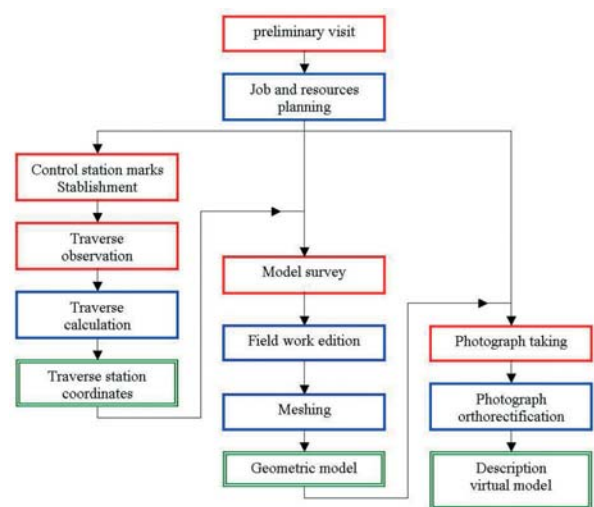 preliminary visit
Job and resources
planning
Control station marks
Stablishment
Traverse
observation
Traverse
calculation
Traverse station
coordinates
Model survey
Field work edition
Meshing
Geometric model
Photograph taking
Photograph
orthorectification
Description
virtual model